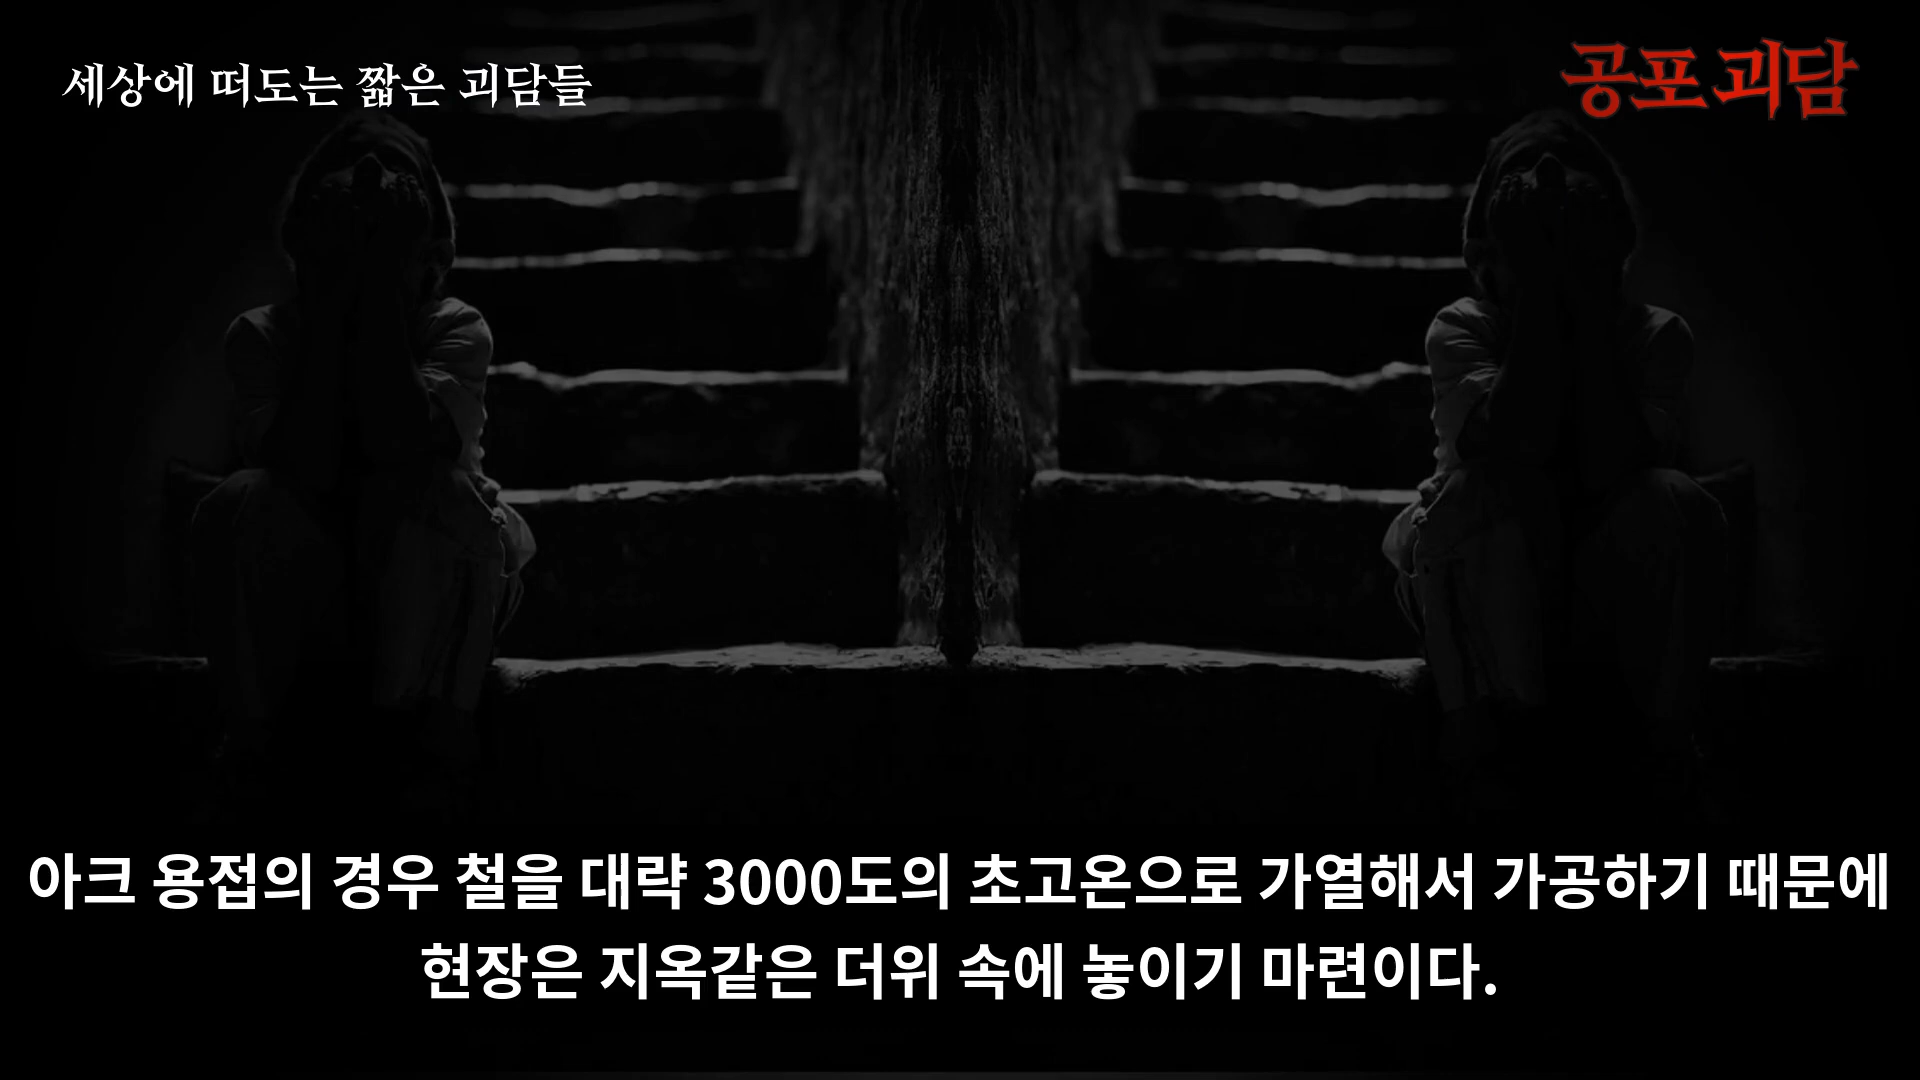 세상에 떠도는 짧은 괴담들
공포 괴담
아크 용접의 경우 철을 대략 3000도의 초고온으로 가열해서 가공하기 때문에
현장은 지옥같은 더위 속에 놓이기 마련이다.